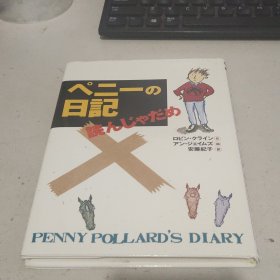 ペニーの
日記
読んじゃだめ
ロビン・クライン 作
アン・ジェイムズ 絵
安藤紀子 訳
PENNY POLLARD'S DIARY